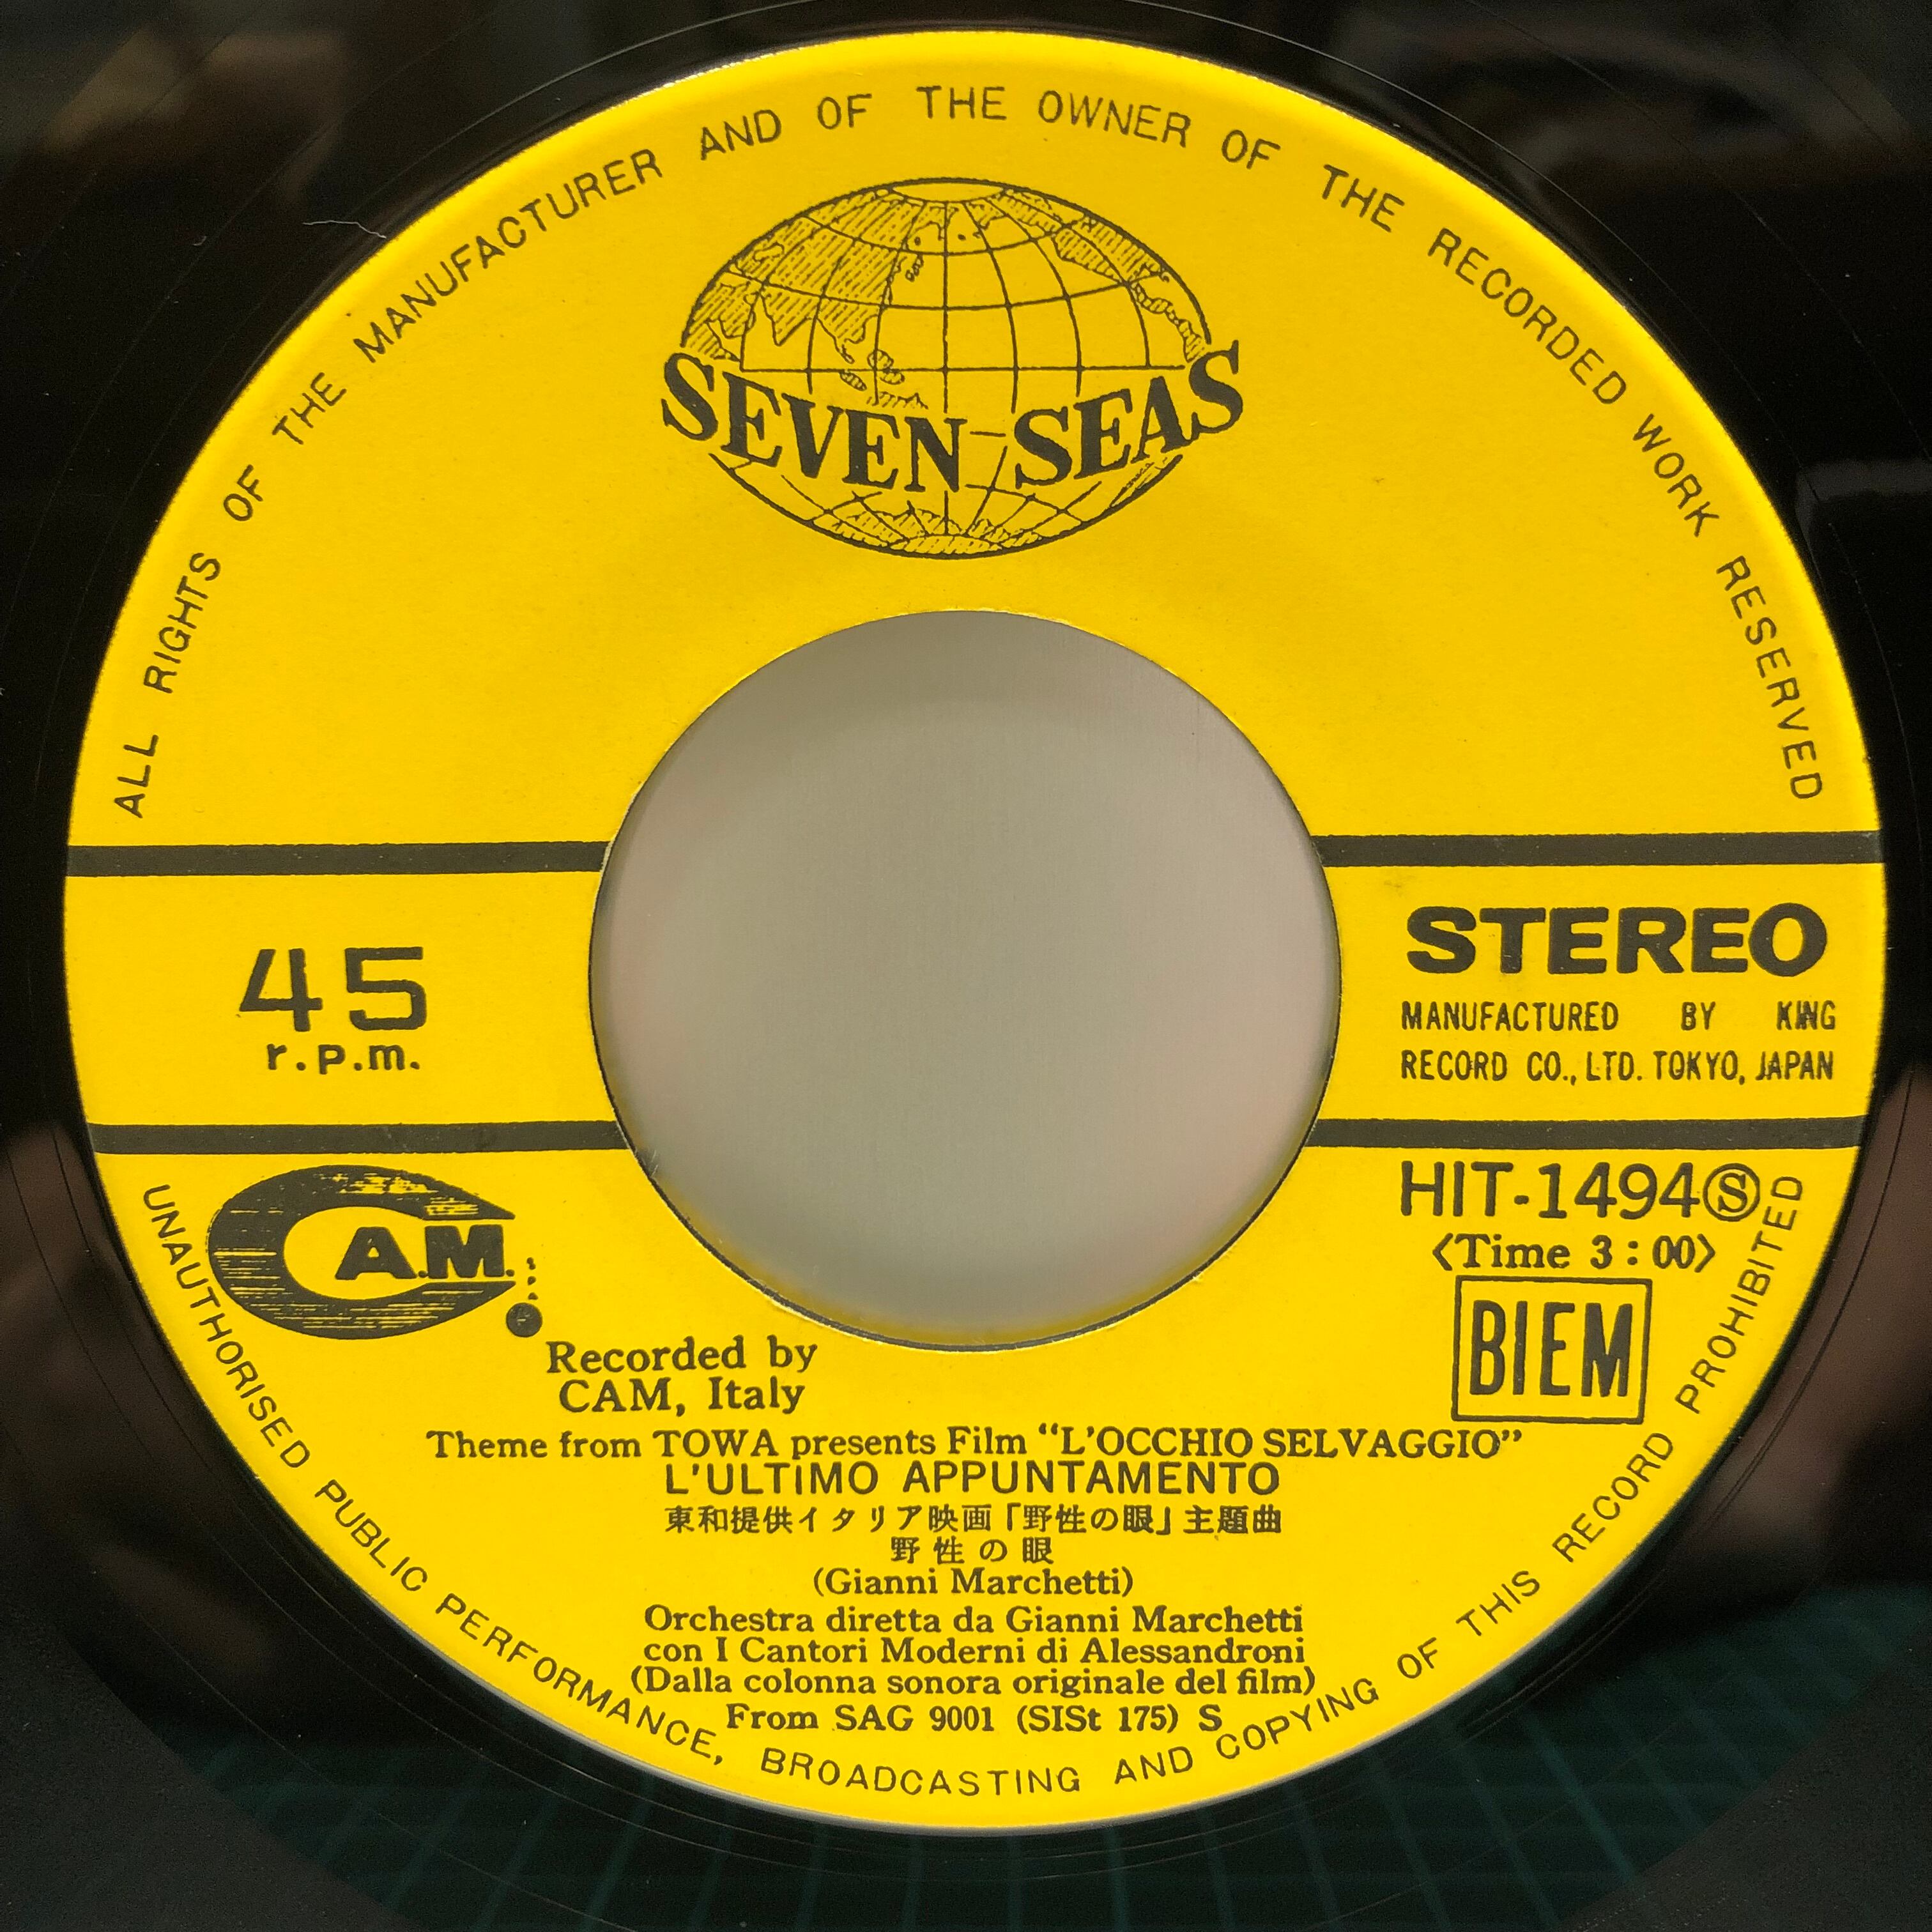 ALL RIGHTS OF THE MANUFACTURER AND OF THE OWNER OF THE RECORDED WORK RESERVED
SEVEN SEAS
45
r.p.m.
STEREO
MANUFACTURED BY KING
RECORD CO., LTD. TOKYO, JAPAN
CAM.
HIT-1494Ⓢ
〈Time 3:00〉
BIEM
Recorded by
CAM, Italy
Theme from TOWA presents Film “L'OCCHIO SELVAGGIO”
L'ULTIMO APPUNTAMENTO
東和提供イタリア映画「野性の眼」主題曲
野性の眼
(Gianni Marchetti)
Orchestra diretta da Gianni Marchetti
con I Cantori Moderni di Alessandroni
(Dalla colonna sonora originale del film)
From SAG 9001 (SISt 175) S
UNAUTHORISED PUBLIC PERFORMANCE, BROADCASTING AND COPYING OF THIS RECORD PROHIBITED